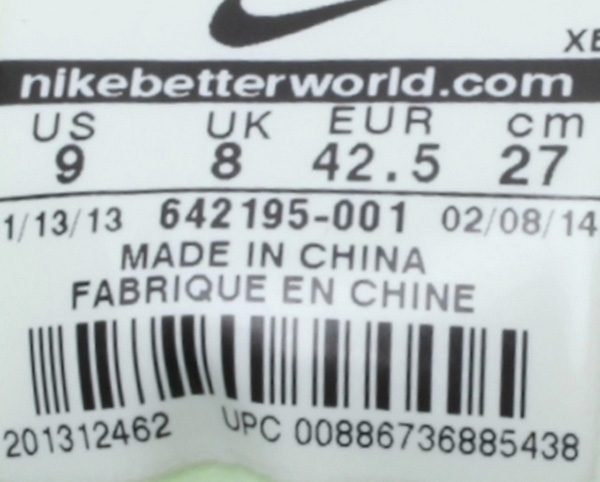 XE
nikebetterworld.com
US UK EUR cm
9 8 42.5 27
1/13/13 642195-001 02/08/14
MADE IN CHINA
FABRIQUE EN CHINE
201312462 UPC 00886736885438